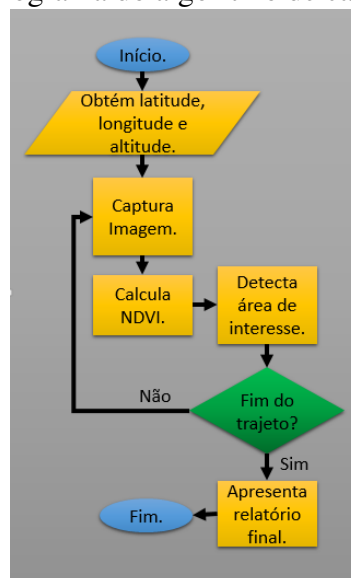 Início.
Obtém latitude,
longitude e
altitude.
Captura
Imagem.
Calcula
NDVI.
Detecta
área de
interesse.
Não
Fim do
trajeto?
Sim
Apresenta
relatório
final.
Fim.